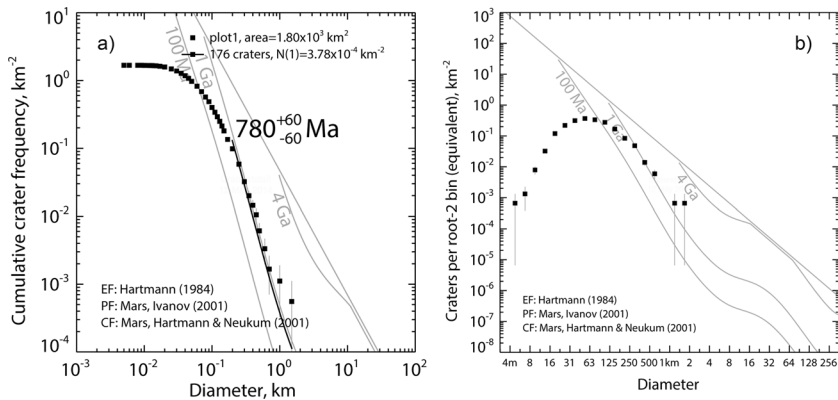 a)
plot1, area=1.80x10³ km²
176 craters, N(1)=3.78x10⁻⁴ km⁻²
100 Ma
1 Ga
4 Ga
780⁺⁶⁰₋₆₀ Ma
EF: Hartmann (1984)
PF: Mars, Ivanov (2001)
CF: Mars, Hartmann & Neukum (2001)
Cumulative crater frequency, km⁻²
10² 10¹ 10⁰ 10⁻¹ 10⁻² 10⁻³ 10⁻⁴
10⁻³ 10⁻² 10⁻¹ 10⁰ 10¹ 10²
Diameter, km
b)
100 Ma
1 Ga
4 Ga
EF: Hartmann (1984)
PF: Mars, Ivanov (2001)
CF: Mars, Hartmann & Neukum (2001)
Craters per root-2 bin (equivalent), km⁻²
10³ 10² 10¹ 10⁰ 10⁻¹ 10⁻² 10⁻³ 10⁻⁴ 10⁻⁵ 10⁻⁶ 10⁻⁷ 10⁻⁸
4m 8 16 31 63 125 250 500 1km 2 4 8 16 32 64 128 256
Diameter